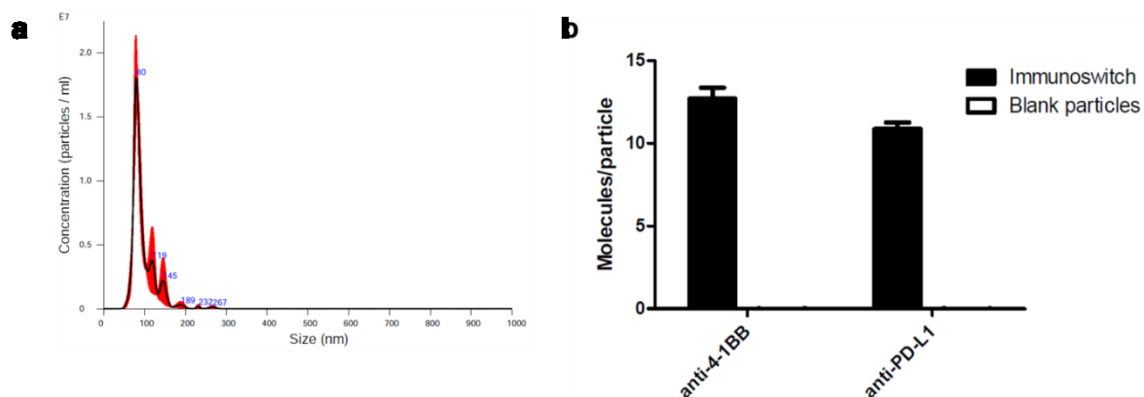 a
E7
Concentration (particles / ml)
2.0
1.5
1.0
0.5
0
80
119
145
189
232
267
0 100 200 300 400 500 600 700 800 900 1000
Size (nm)
b
Molecules/particle
15
10
5
0
Immunoswitch
Blank particles
anti-4-1BB
anti-PD-L1